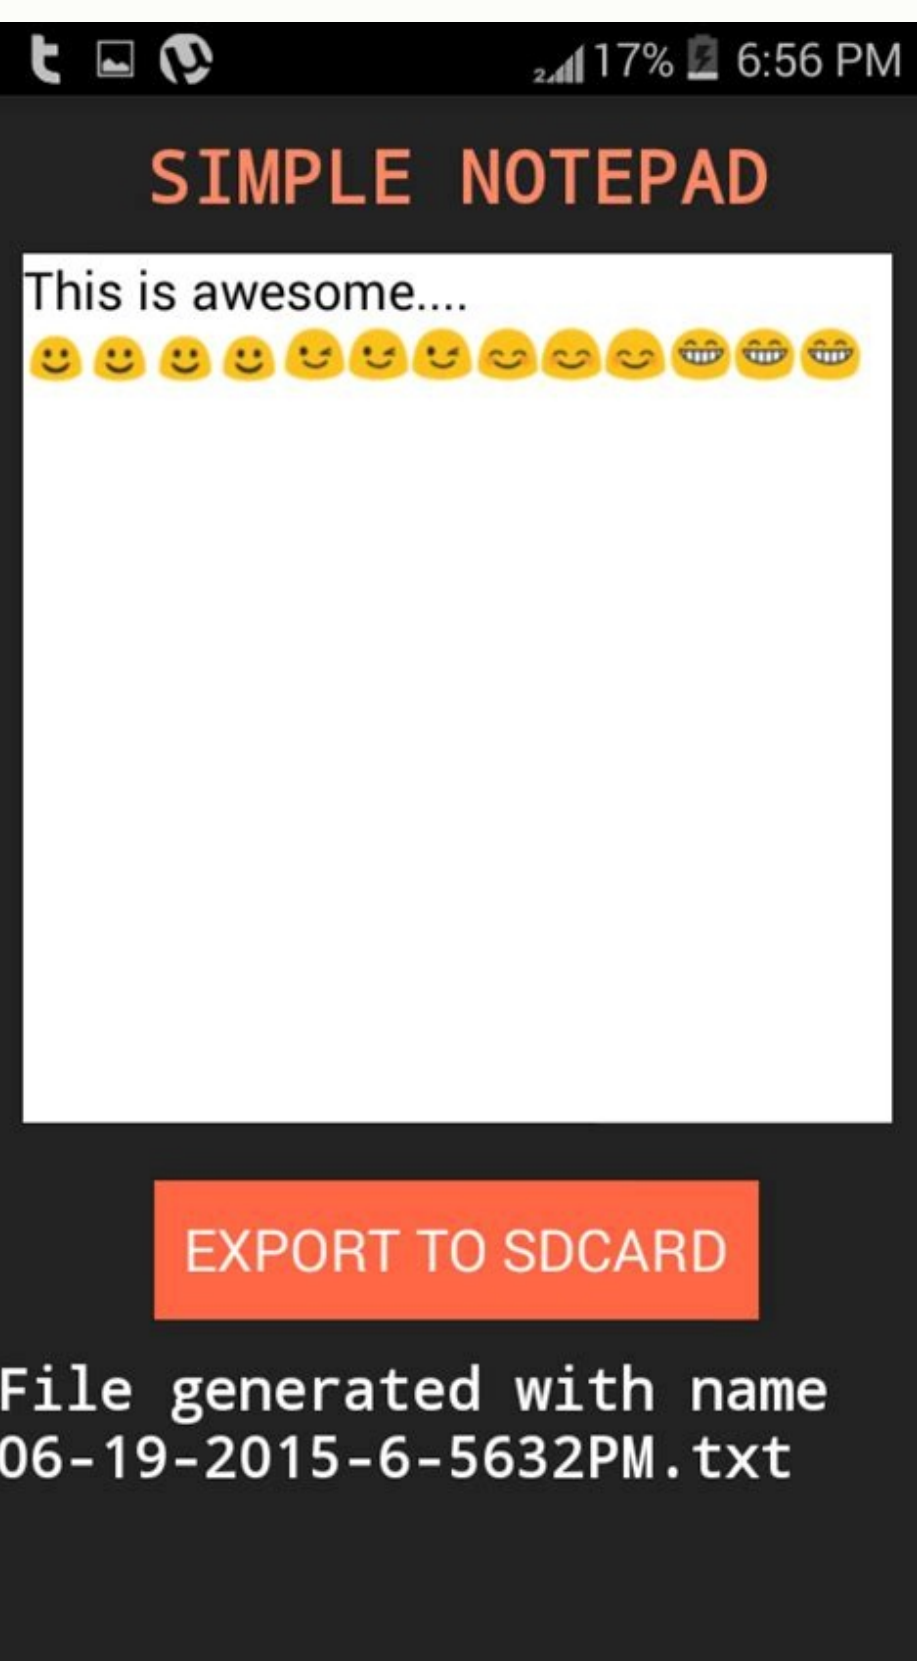 17% 6:56 PM
SIMPLE NOTEPAD
This is awesome....
🙂🙂🙂🙂😉😉😉😊😊😊😁😁😁
EXPORT TO SDCARD
File generated with name
06-19-2015-6-5632PM.txt